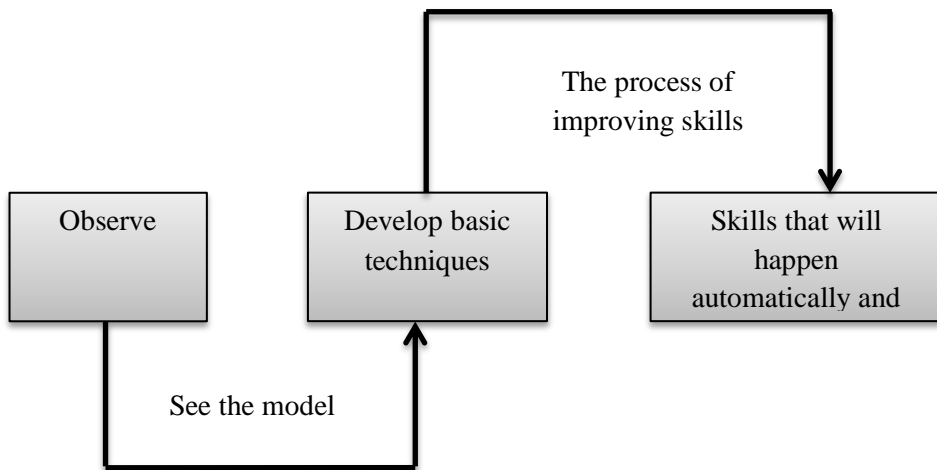 The process of
improving skills
Observe
Develop basic
techniques
Skills that will
happen
automatically and
See the model